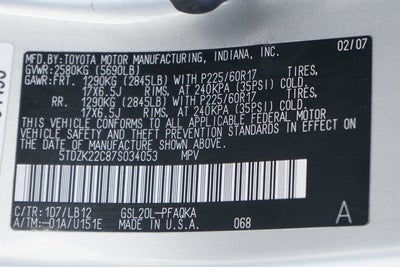 MFD. BY:TOYOTA MOTOR MANUFACTURING, INDIANA, INC. 02/07
GVWR:2580KG (5690LB)
GAWR:FRT. 1290KG (2845LB) WITH P225/60R17 TIRES,
17X6.5J RIMS, AT 240KPA (35PSI) COLD
RR. 1290KG (2845LB) WITH P225/60R17 TIRES,
17X6.5J RIMS, AT 240KPA (35PSI) COLD
THIS VEHICLE CONFORMS TO ALL APPLICABLE FEDERAL MOTOR
VEHICLE SAFETY, BUMPER, AND THEFT PREVENTION STANDARDS IN EFFECT ON
THE DATE OF MANUFACTURE SHOWN ABOVE.
5TDZK22C87S034053 MPV
C/TR:1D7/LB12 GSL20L-PFAQKA
A/TM:-01A/U151E MADE IN U.S.A. 068 A